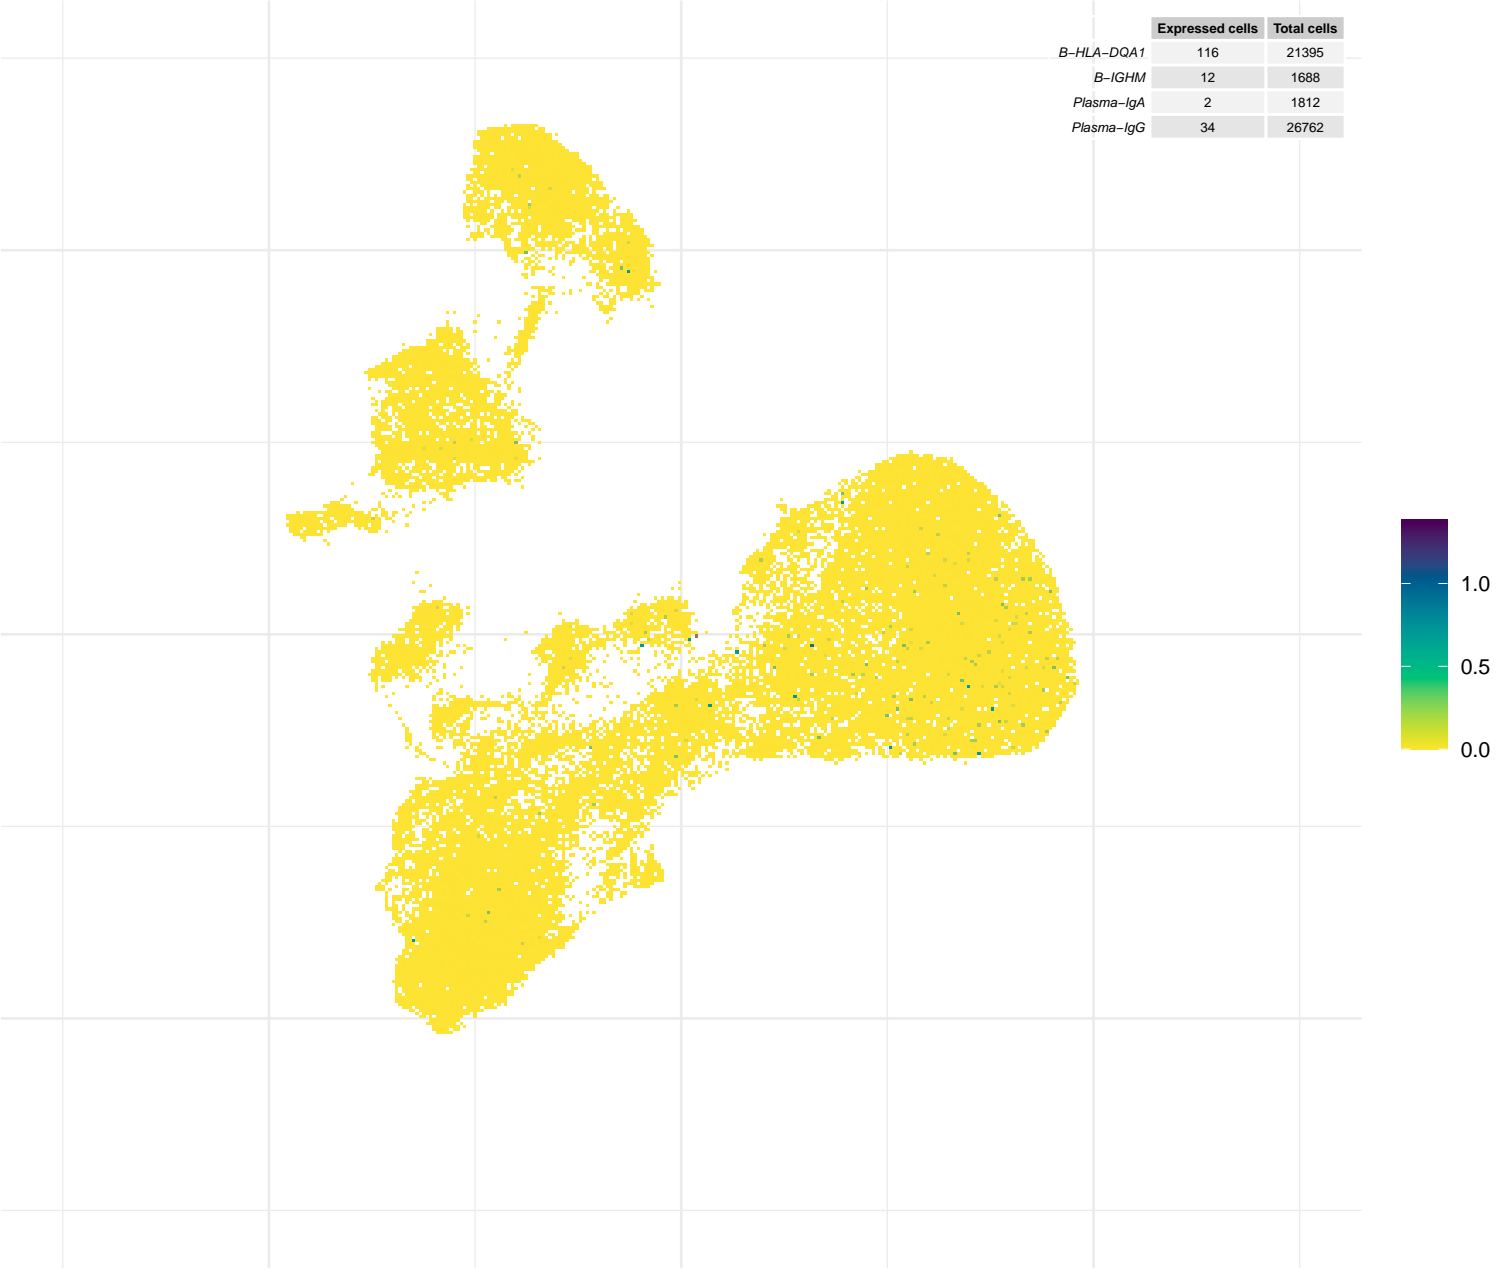 Expressed cells Total cells
B−HLA−DQA1 116 21395
B−IGHM 12 1688
Plasma−IgA 2 1812
Plasma−IgG 34 26762
1.0
0.5
0.0